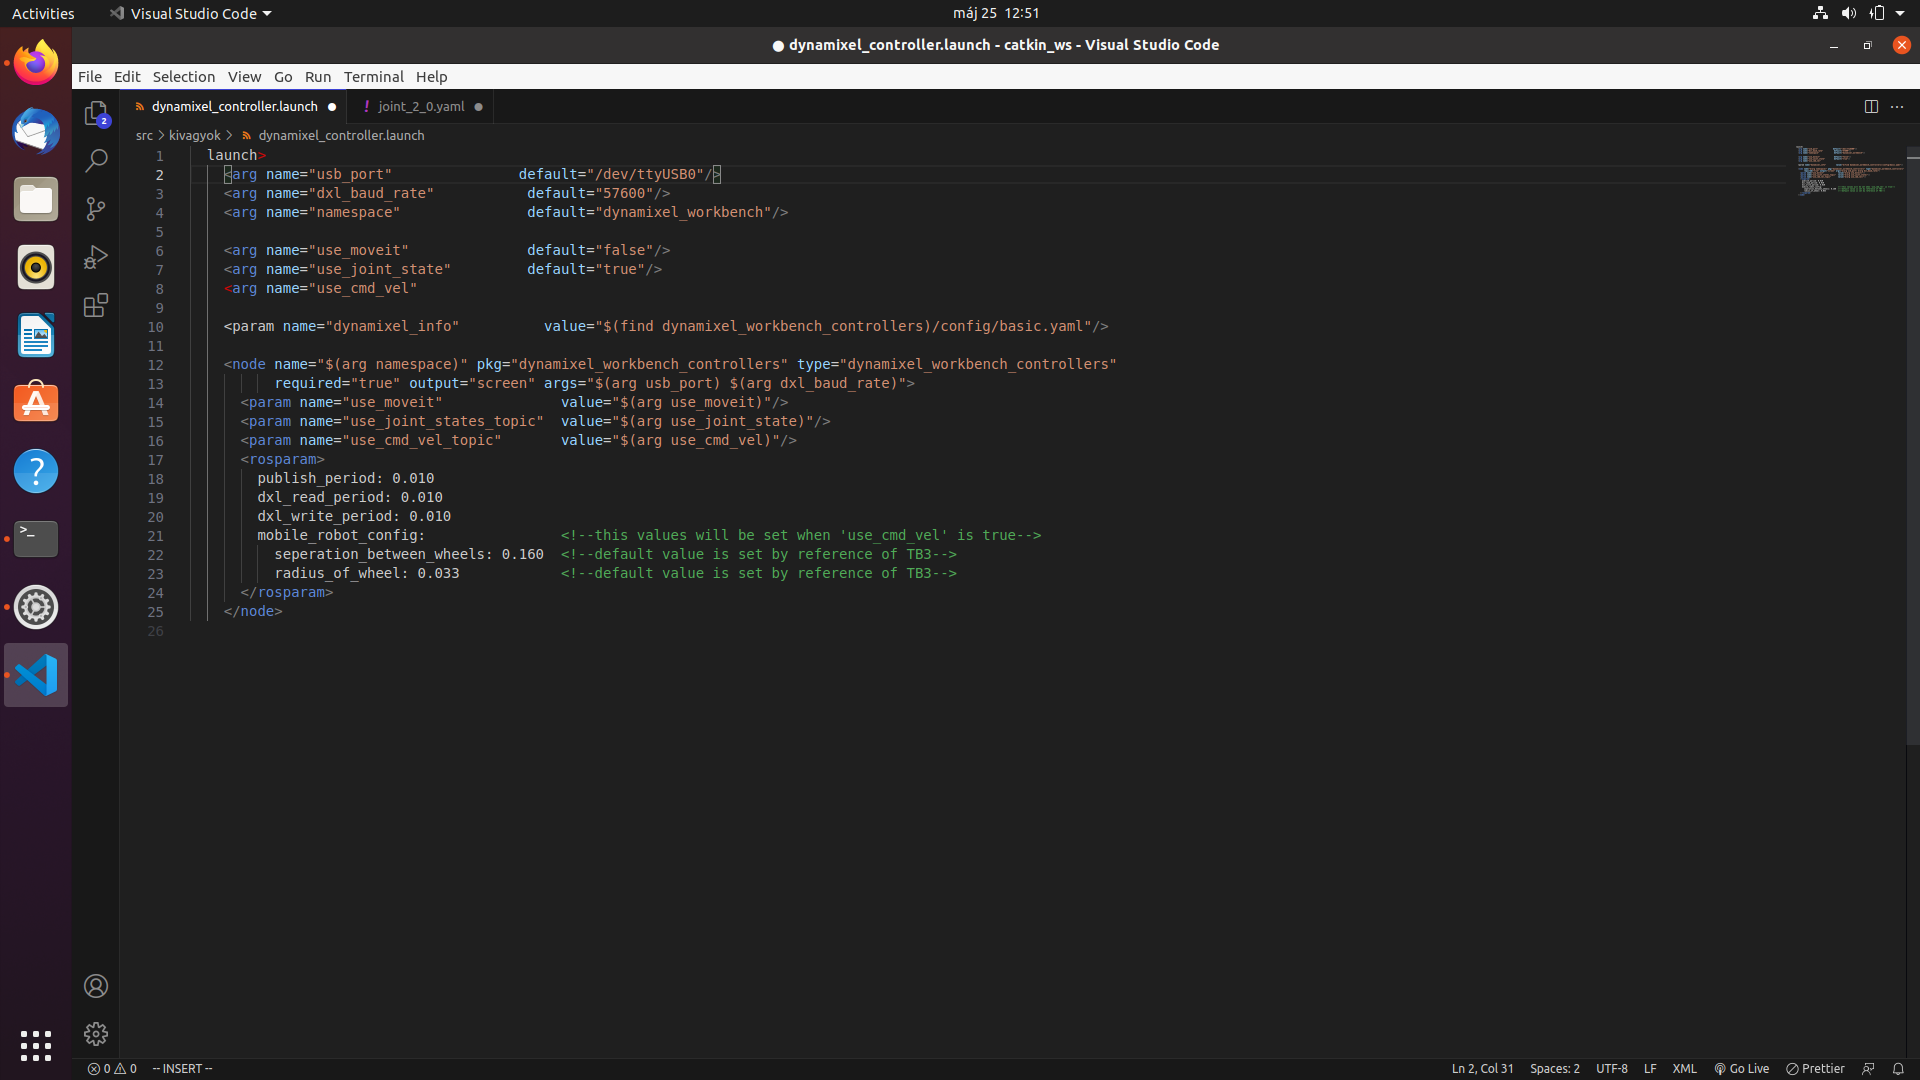 Activities
Visual Studio Code
máj 25 12:51
● dynamixel_controller.launch - catkin_ws - Visual Studio Code
File Edit Selection View Go Run Terminal Help
2
dynamixel_controller.launch ●
! joint_2_0.yaml ●
src > kivagyok > dynamixel_controller.launch
1 launch>
2 <arg name="usb_port" default="/dev/ttyUSB0"/>
3 <arg name="dxl_baud_rate" default="57600"/>
4 <arg name="namespace" default="dynamixel_workbench"/>
5
6 <arg name="use_moveit" default="false"/>
7 <arg name="use_joint_state" default="true"/>
8 <arg name="use_cmd_vel"
9
10 <param name="dynamixel_info" value="$(find dynamixel_workbench_controllers)/config/basic.yaml"/>
11
12 <node name="$(arg namespace)" pkg="dynamixel_workbench_controllers" type="dynamixel_workbench_controllers"
13 required="true" output="screen" args="$(arg usb_port) $(arg dxl_baud_rate)">
14 <param name="use_moveit" value="$(arg use_moveit)"/>
15 <param name="use_joint_states_topic" value="$(arg use_joint_state)"/>
16 <param name="use_cmd_vel_topic" value="$(arg use_cmd_vel)"/>
17 <rosparam>
18 publish_period: 0.010
19 dxl_read_period: 0.010
20 dxl_write_period: 0.010
21 mobile_robot_config: <!--this values will be set when 'use_cmd_vel' is true-->
22 seperation_between_wheels: 0.160 <!--default value is set by reference of TB3-->
23 radius_of_wheel: 0.033 <!--default value is set by reference of TB3-->
24 </rosparam>
25 </node>
26
0 0 -- INSERT --
Ln 2, Col 31 Spaces: 2 UTF-8 LF XML Go Live Prettier